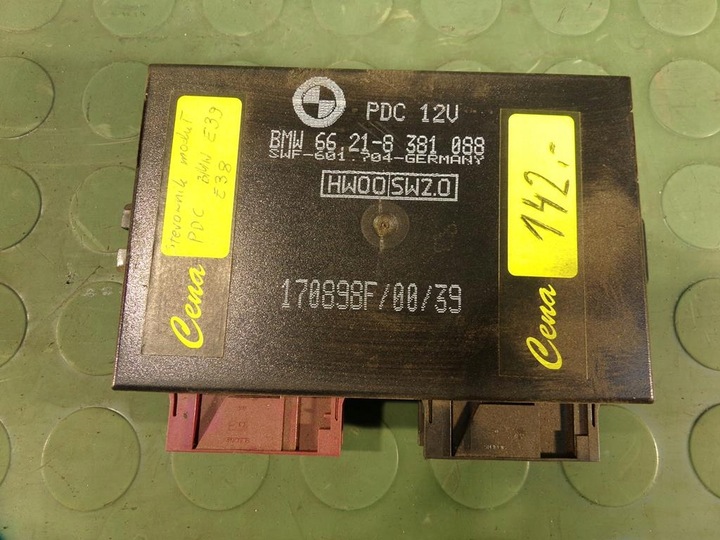 PDC 12V
BMW 66.21-8 381 088
SWF-601.704-GERMANY
HW00 SW2.0
170898F/00/39
moduł
PDC BMW E39
E38
Cena
142,-
Cena